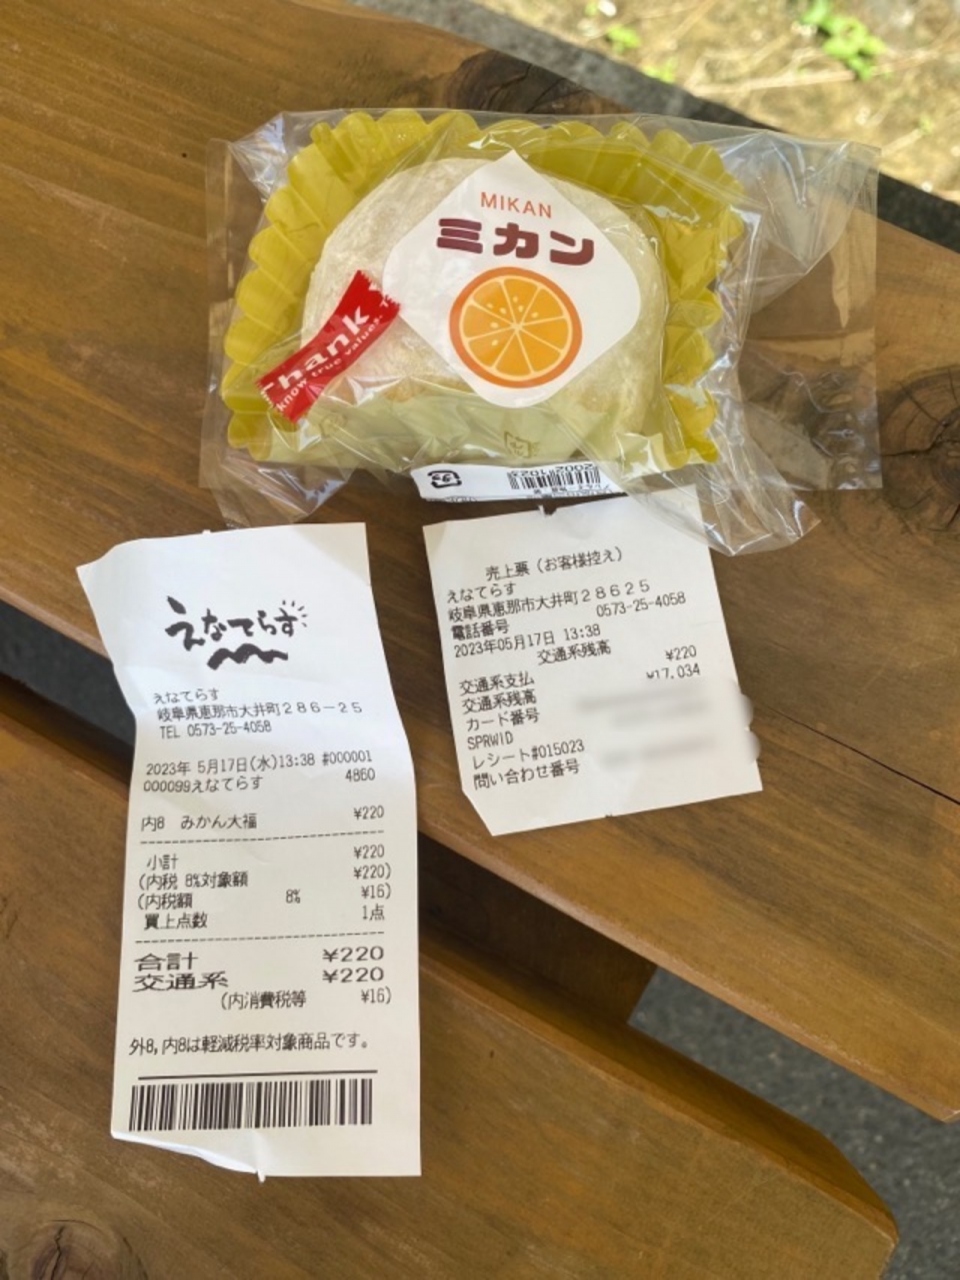 MIKAN
ミカン
Thank
know true values.
えなてらす
えなてらす
岐阜県恵那市大井町286-25
TEL 0573-25-4058
2023年 5月17日(水)13:38 #000001
000099えなてらす 4860
内8 みかん大福 ¥220
小計 ¥220
(内税 8%対象額 ¥220)
(内税額 8% ¥16)
買上点数 1点
合計 ¥220
交通系 ¥220
(内消費税等 ¥16)
外8,内8は軽減税率対象商品です。
売上票(お客様控え)
えなてらす
岐阜県恵那市大井町28625
電話番号 0573-25-4058
2023年05月17日 13:38
交通系残高
交通系支払 ¥220
交通系残高 ¥17,034
カード番号
SPRWID
レシート#015023
問い合わせ番号